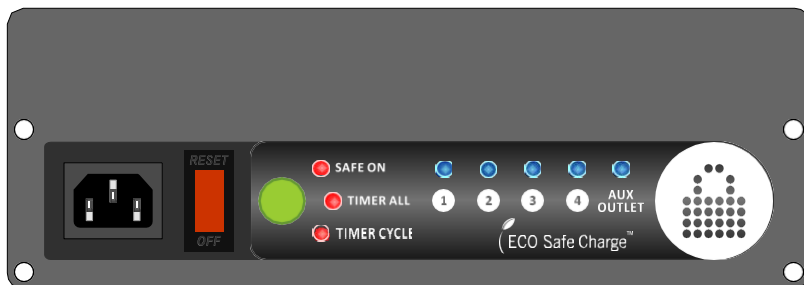 RESET
OFF
SAFE ON
TIMER ALL
TIMER CYCLE
1 2 3 4 AUX
OUTLET
ECO Safe Charge™